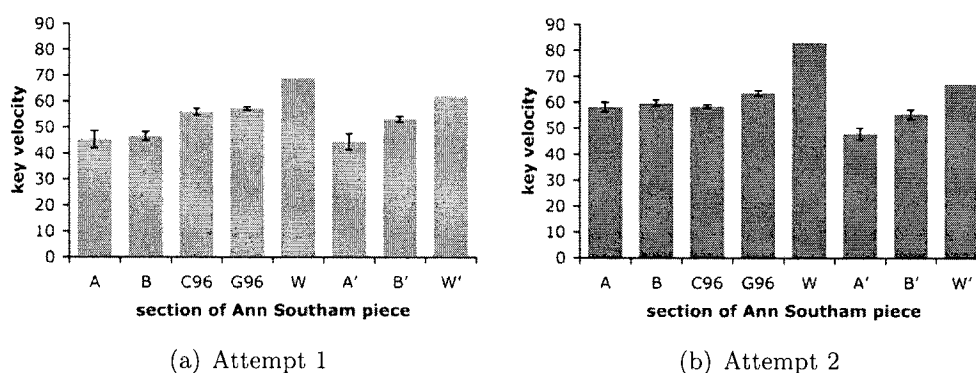 90
80
70
60
50
40
30
20
10
0
key velocity
A B C96 G96 W A' B' W'
section of Ann Southam piece
(a) Attempt 1
90
80
70
60
50
40
30
20
10
0
key velocity
A B C96 G96 W A' B' W'
section of Ann Southam piece
(b) Attempt 2